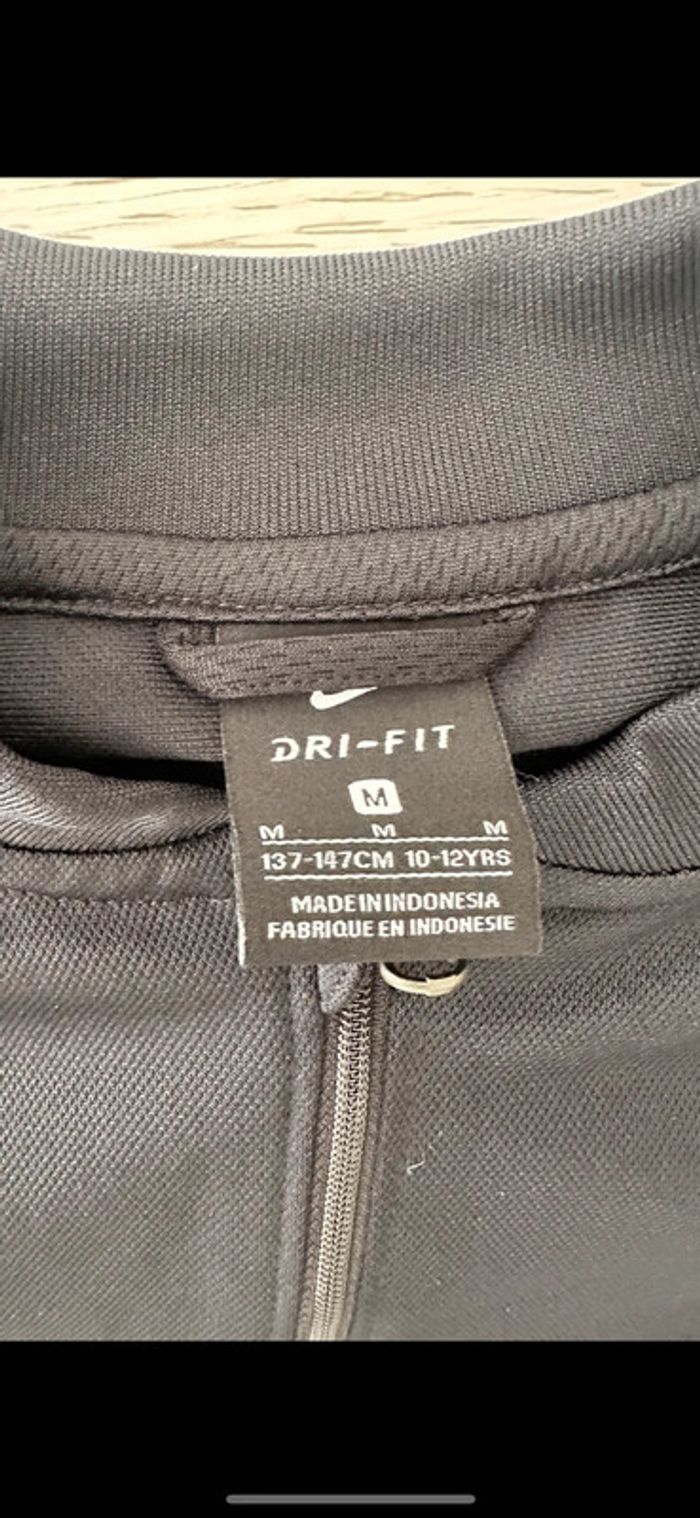 DRI-FIT
M
M M M
137-147CM 10-12YRS
MADE IN INDONESIA
FABRIQUE EN INDONESIE